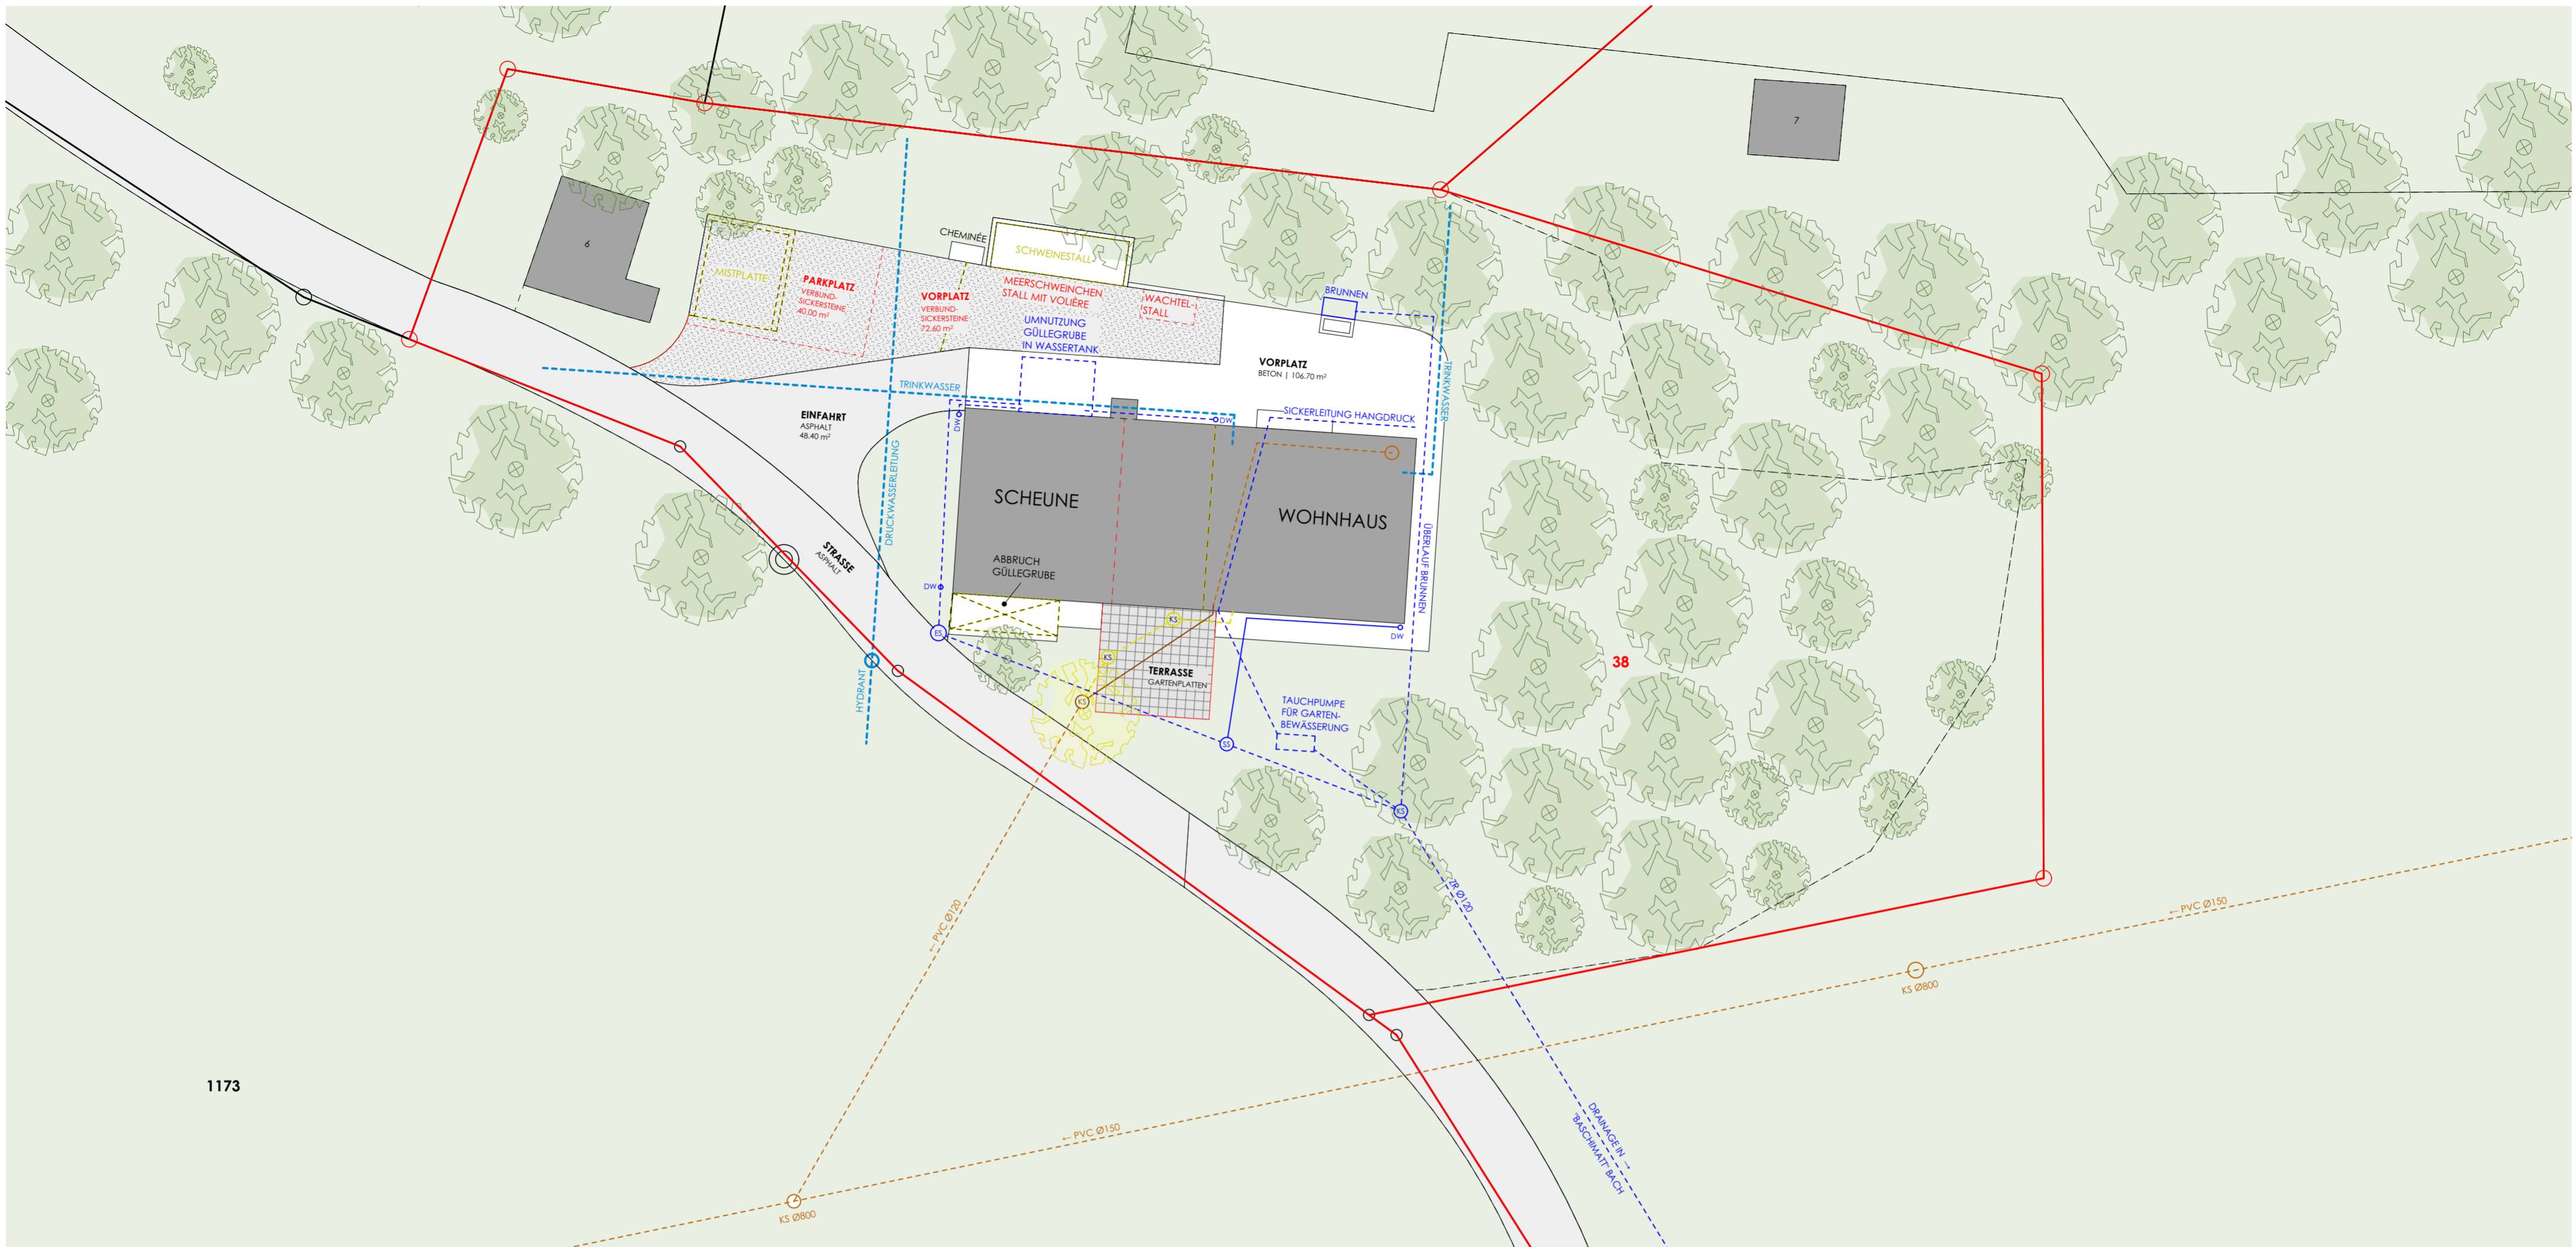 7
6
CHEMINÉE
SCHWEINESTALL
MISTPLATTE
PARKPLATZ
VERBUND-
SICKERSTEINE
40.00 m²
VORPLATZ
VERBUND-
SICKERSTEINE
72.60 m²
MEERSCHWEINCHEN
STALL MIT VOLIÈRE
WACHTEL-
STALL
UMNUTZUNG
GÜLLEGRUBE
IN WASSERTANK
BRUNNEN
VORPLATZ
BETON | 106.70 m²
TRINKWASSER
TRINKWASSER
EINFAHRT
ASPHALT
48.40 m²
DW
DW
SICKERLEITUNG HANGDRUCK
DRUCKWASSERLEITUNG
SCHEUNE
WOHNHAUS
ÜBERLAUF BRUNNEN
STRASSE
ASPHALT
ABBRUCH
GÜLLEGRUBE
DW
ES
KS
DW
KS
38
TERRASSE
GARTENPLATTEN
HYDRANT
KS
TAUCHPUMPE
FÜR GARTEN-
BEWÄSSERUNG
SS
KS
ZR Ø120
← PVC Ø120
← PVC Ø150
KS Ø800
1173
← PVC Ø150
DRAINAGE IN →
"BASCHIMATT" BACH
KS Ø800